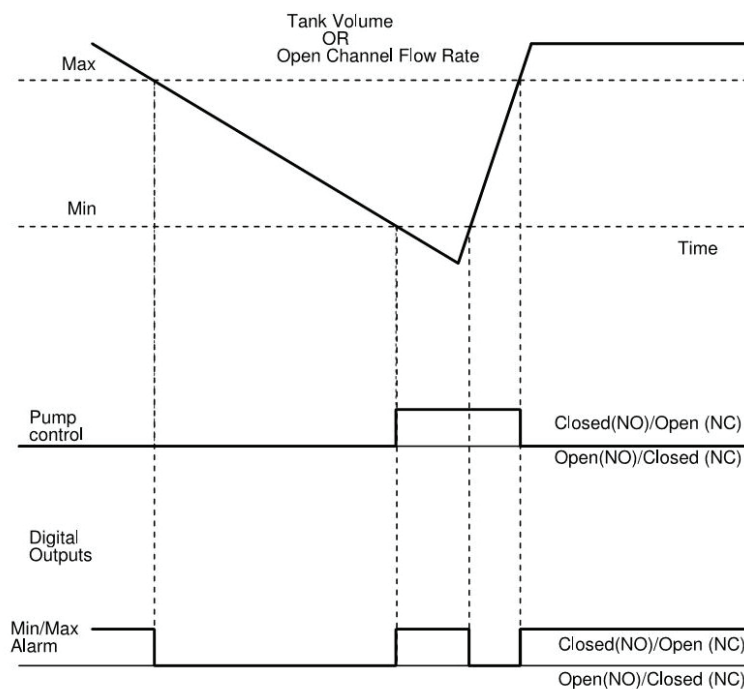 Tank Volume
OR
Open Channel Flow Rate
Max
Min
Time
Pump
control
Closed(NO)/Open (NC)
Open(NO)/Closed (NC)
Digital
Outputs
Min/Max
Alarm
Closed(NO)/Open (NC)
Open(NO)/Closed (NC)